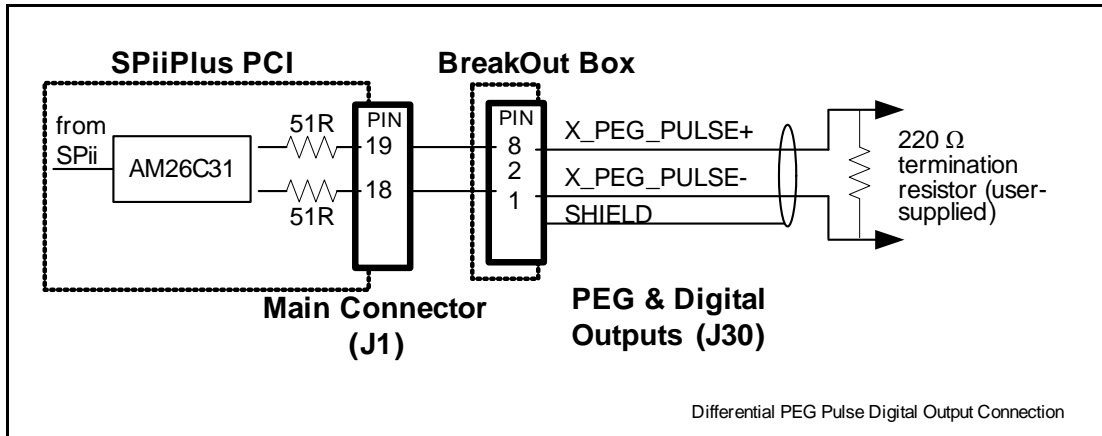 SPiiPlus PCI
BreakOut Box
from
SPii
AM26C31
51R
51R
PIN
19
18
PIN
8
2
1
X_PEG_PULSE+
X_PEG_PULSE-
SHIELD
220 Ω
termination
resistor (user-
supplied)
Main Connector
(J1)
PEG & Digital
Outputs (J30)
Differential PEG Pulse Digital Output Connection